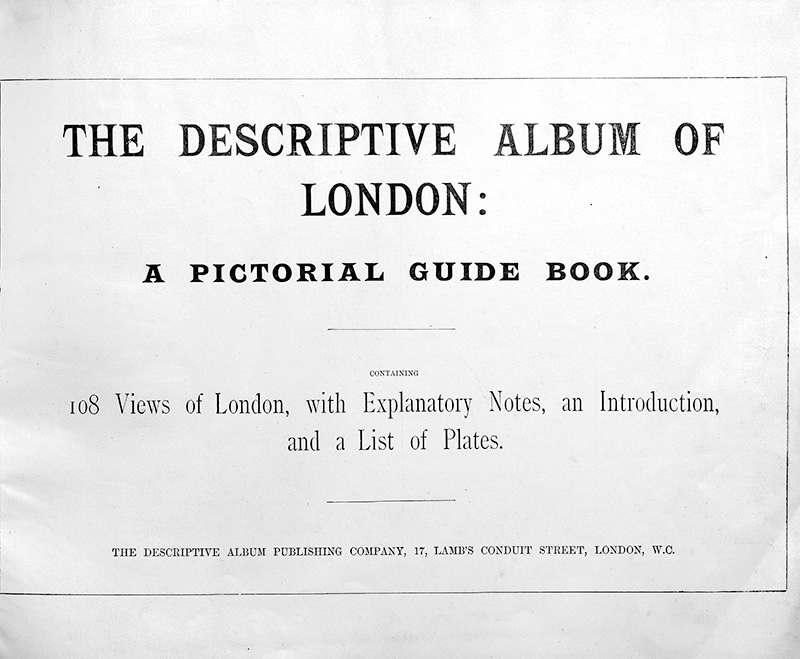 THE DESCRIPTIVE ALBUM OF
LONDON:
A PICTORIAL GUIDE BOOK.
CONTAINING
108 Views of London, with Explanatory Notes, an Introduction,
and a List of Plates.
THE DESCRIPTIVE ALBUM PUBLISHING COMPANY, 17, LAMB'S CONDUIT STREET, LONDON, W.C.